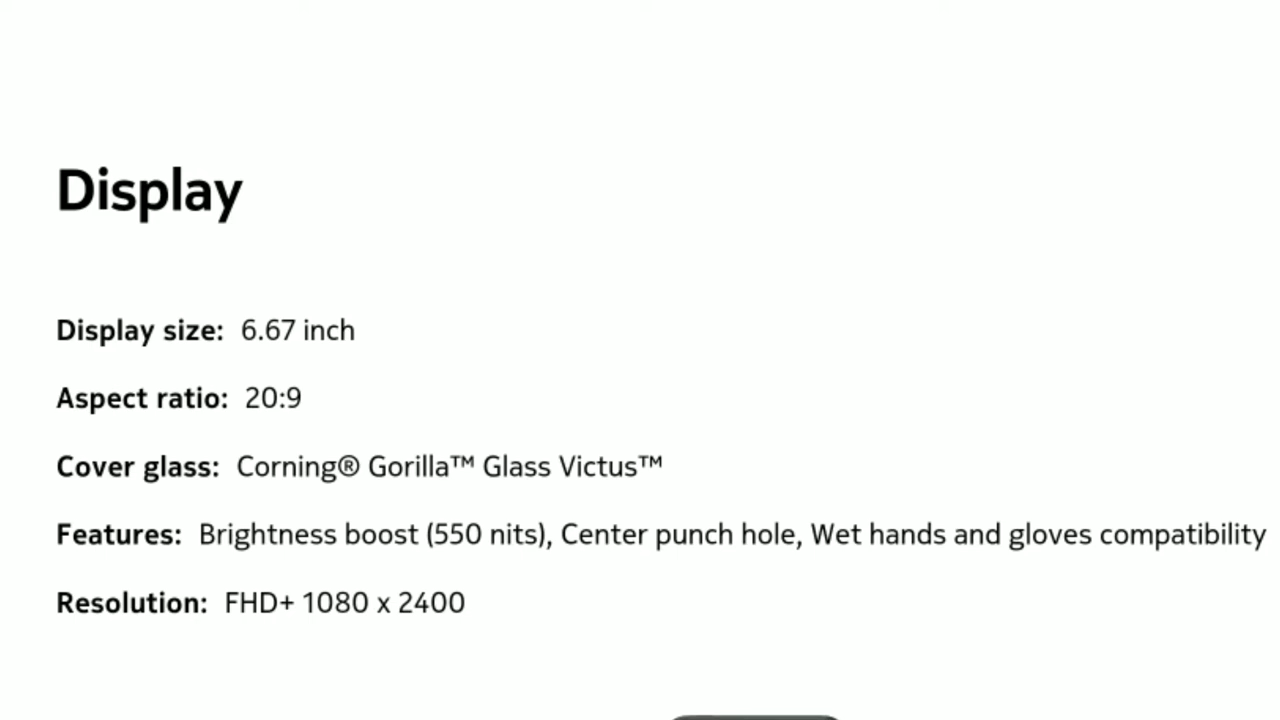 Display
Display size: 6.67 inch
Aspect ratio: 20:9
Cover glass: Corning® Gorilla™ Glass Victus™
Features: Brightness boost (550 nits), Center punch hole, Wet hands and gloves compatibility
Resolution: FHD+ 1080 x 2400